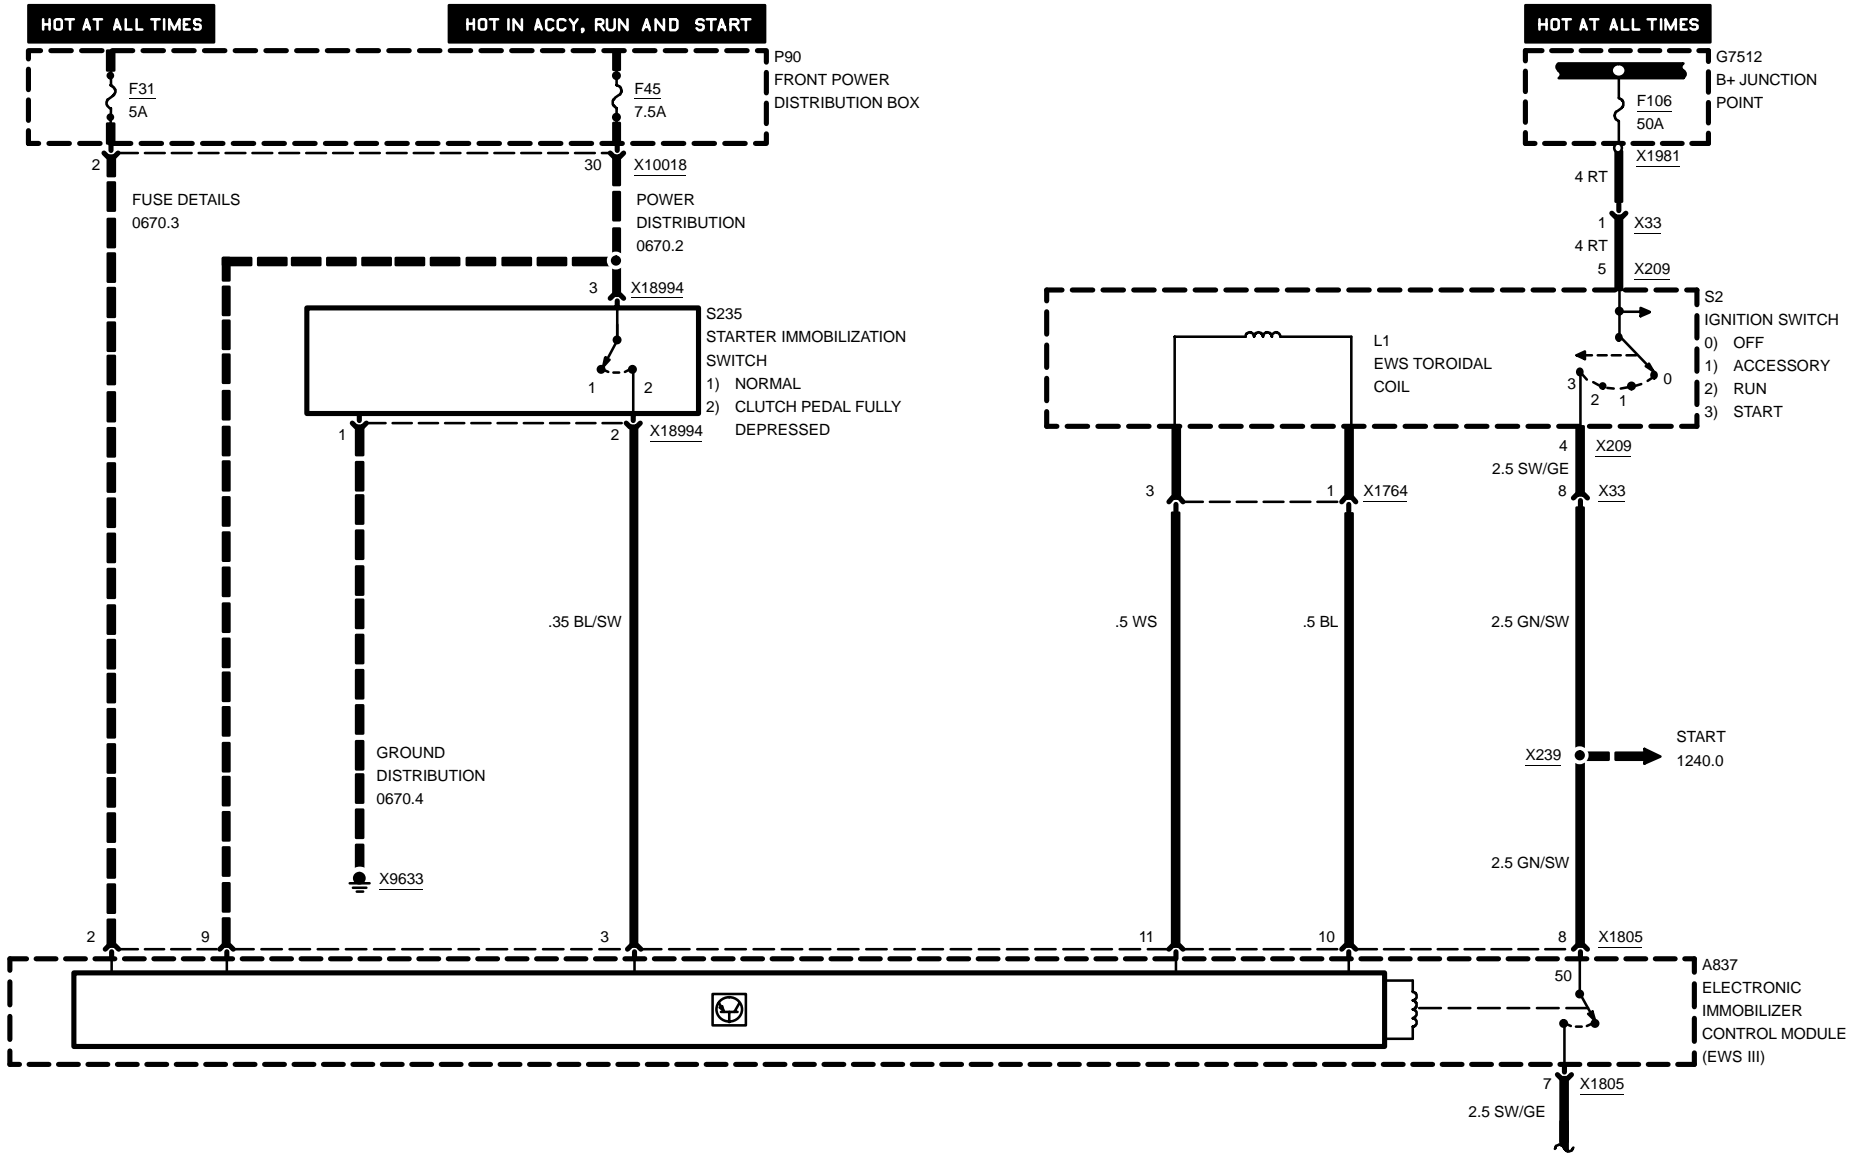 HOT AT ALL TIMES
HOT IN ACCY, RUN AND START
HOT AT ALL TIMES
P90
FRONT POWER
DISTRIBUTION BOX
G7512
B+ JUNCTION
POINT
F31
5A
F45
7.5A
F106
50A
2
30
X10018
X1981
4 RT
FUSE DETAILS
0670.3
POWER
DISTRIBUTION
0670.2
1
X33
4 RT
5
X209
3
X18994
S235
STARTER IMMOBILIZATION
SWITCH
1) NORMAL
2) CLUTCH PEDAL FULLY
DEPRESSED
1
2
S2
IGNITION SWITCH
0) OFF
1) ACCESSORY
2) RUN
3) START
L1
EWS TOROIDAL
COIL
3
2
1
0
1
2
X18994
4
X209
2.5 SW/GE
3
1
X1764
8
X33
.35 BL/SW
.5 WS
.5 BL
2.5 GN/SW
GROUND
DISTRIBUTION
0670.4
X239
START
1240.0
X9633
2.5 GN/SW
2
9
3
11
10
8
X1805
50
A837
ELECTRONIC
IMMOBILIZER
CONTROL MODULE
(EWS III)
7
X1805
2.5 SW/GE